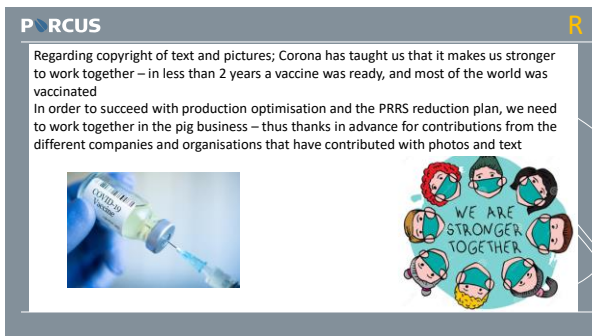 PORCUS
R
Regarding copyright of text and pictures; Corona has taught us that it makes us stronger
to work together – in less than 2 years a vaccine was ready, and most of the world was
vaccinated
In order to succeed with production optimisation and the PRRS reduction plan, we need
to work together in the pig business – thus thanks in advance for contributions from the
different companies and organisations that have contributed with photos and text
COVID-19
Vaccine
WE ARE
STRONGER
TOGETHER